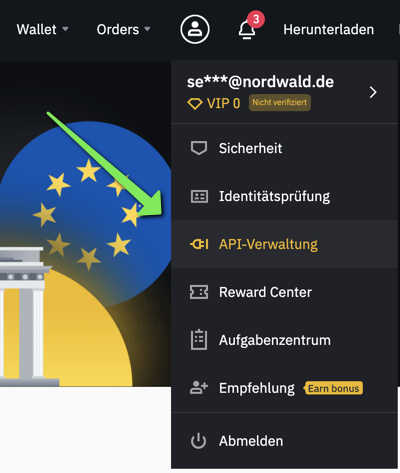 Wallet Orders 3 Herunterladen
se***@nordwald.de
VIP 0 Nicht verifiziert
Sicherheit
Identitätsprüfung
API-Verwaltung
Reward Center
Aufgabenzentrum
Empfehlung Earn bonus
Abmelden